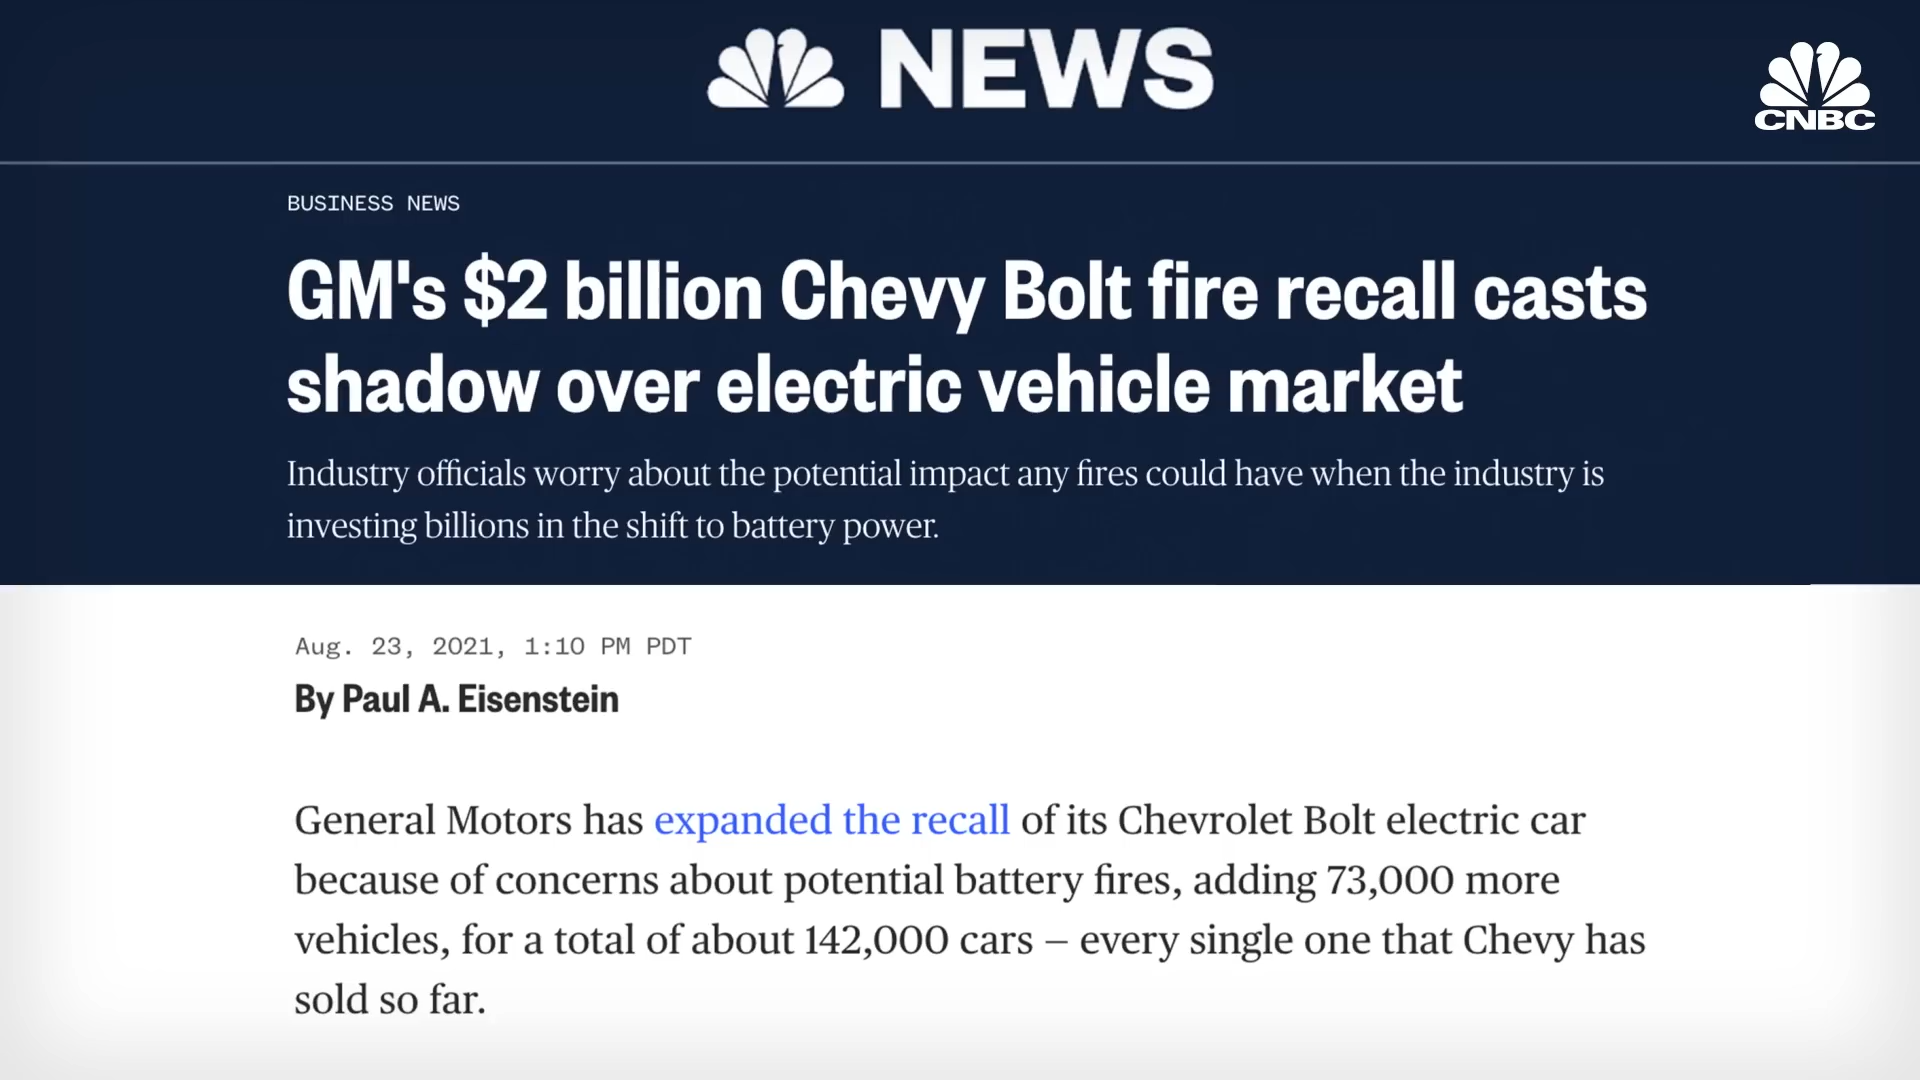 NEWS
CNBC
BUSINESS NEWS
GM's $2 billion Chevy Bolt fire recall casts
shadow over electric vehicle market
Industry officials worry about the potential impact any fires could have when the industry is
investing billions in the shift to battery power.
Aug. 23, 2021, 1:10 PM PDT
By Paul A. Eisenstein
General Motors has expanded the recall of its Chevrolet Bolt electric car
because of concerns about potential battery fires, adding 73,000 more
vehicles, for a total of about 142,000 cars — every single one that Chevy has
sold so far.